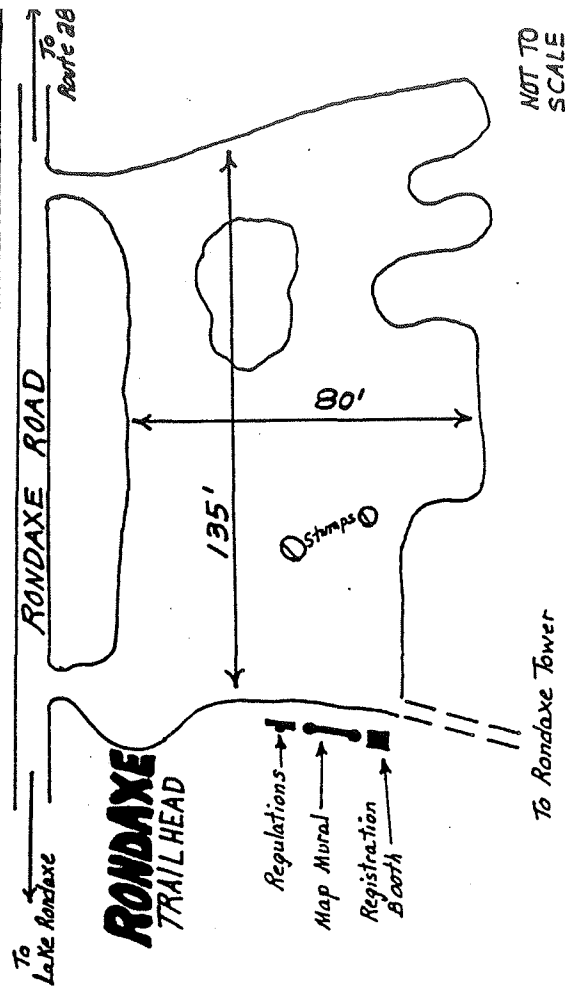 To
Lake Rondaxe
RONDAXE ROAD
To
Route 28
RONDAXE
TRAILHEAD
135'
80'
Stumps
Regulations
Map Mural
Registration
Booth
To Rondaxe Tower
NOT TO
SCALE